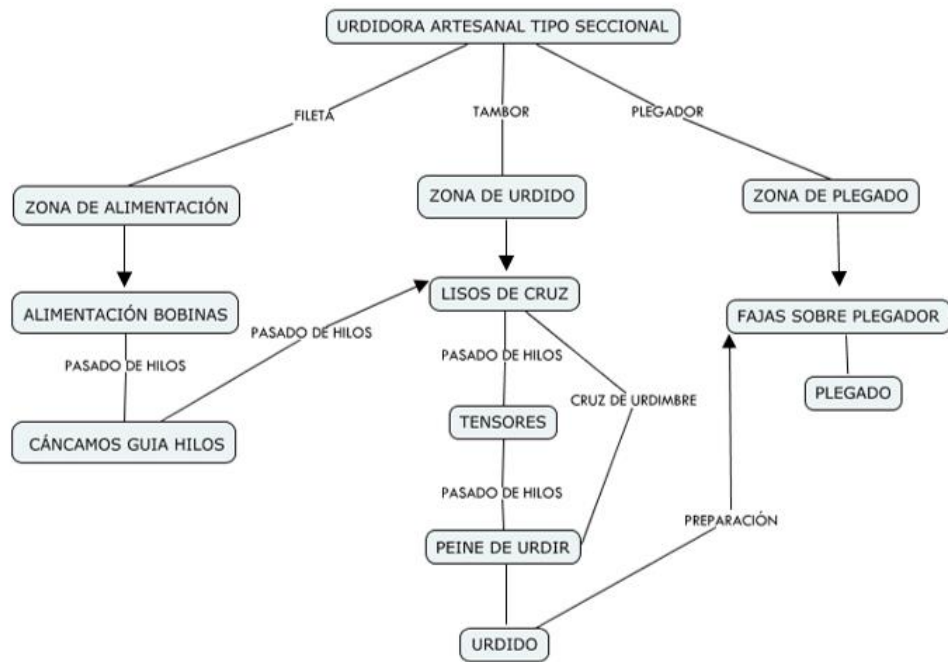 URDIDORA ARTESANAL TIPO SECCIONAL
FILETA
TAMBOR
PLEGADOR
ZONA DE ALIMENTACIÓN
ZONA DE URDIDO
ZONA DE PLEGADO
ALIMENTACIÓN BOBINAS
LISOS DE CRUZ
FAJAS SOBRE PLEGADOR
PASADO DE HILOS
PASADO DE HILOS
PASADO DE HILOS
PLEGADO
CRUZ DE URDIMBRE
CÁNCAMOS GUIA HILOS
TENSORES
PASADO DE HILOS
PREPARACIÓN
PEINE DE URDIR
URDIDO